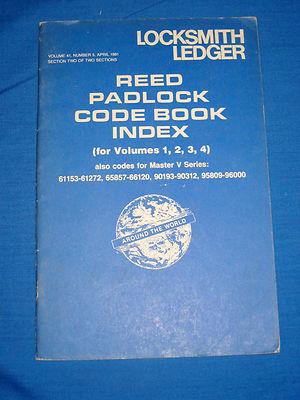 LOCKSMITH
LEDGER
VOLUME 41, NUMBER 5, APRIL 1981
SECTION TWO OF TWO SECTIONS
REED
PADLOCK
CODE BOOK
INDEX
(for Volumes 1, 2, 3, 4)
also codes for Master V Series:
61153-61272, 65857-66120, 90193-90312, 95809-96000
AROUND THE WORLD